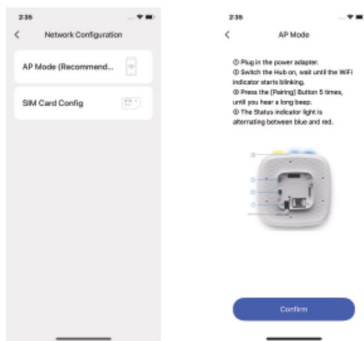 2:35
Network Configuration
AP Mode (Recommend...
SIM Card Config
2:35
AP Mode
① Plug in the power adapter.
② Switch the Hub on, wait until the WiFi
indicator starts blinking.
③ Press the [Pairing] Button 5 times,
until you hear a long beep.
④ The Status indicator light is
alternating between blue and red.
Confirm